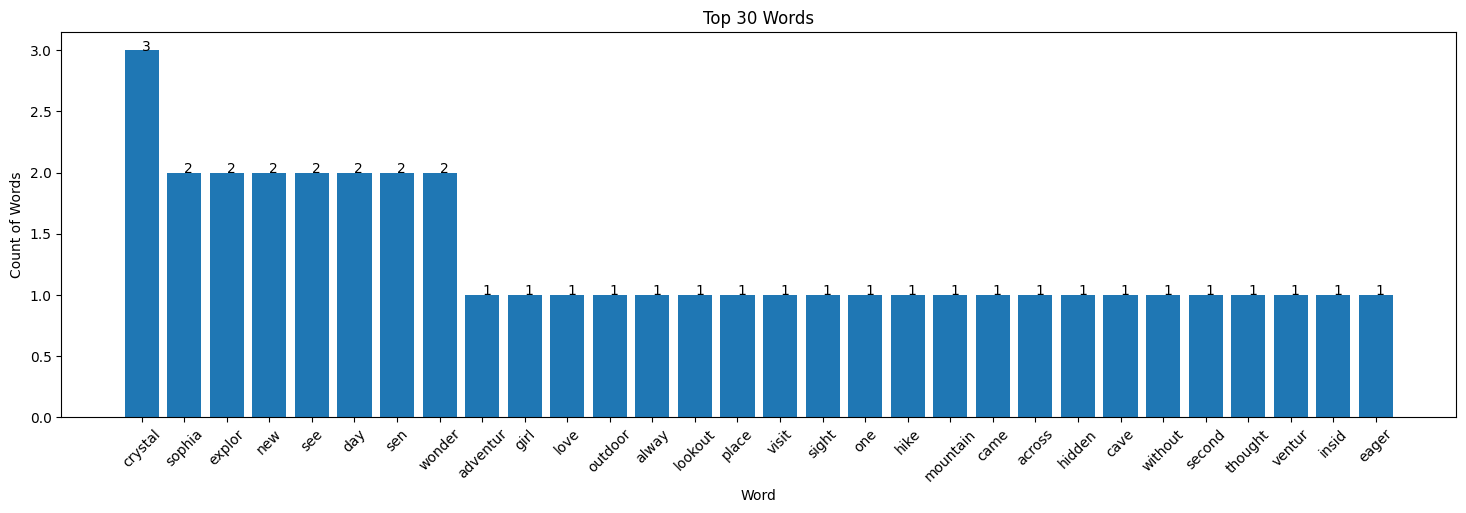 Top 30 Words
Count of Words
3.0
2.5
2.0
1.5
1.0
0.5
0.0
3 2 2 2 2 2 2 2 1 1 1 1 1 1 1 1 1 1 1 1 1 1 1 1 1 1 1 1 1 1
crystal sophia explor new see day sen wonder adventur girl love outdoor alway lookout place visit sight one hike mountain came across hidden cave without second thought ventur insid eager
Word